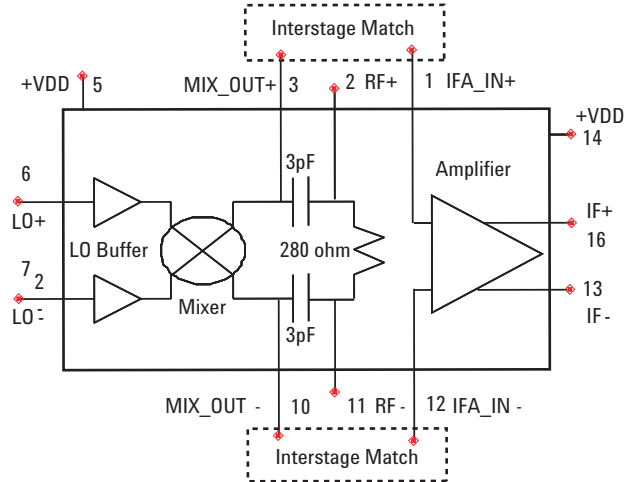 Interstage Match
+VDD 5
MIX_OUT+ 3
2 RF+
1 IFA_IN+
+VDD
14
6
LO+
3pF
Amplifier
IF+
16
LO Buffer
280 ohm
7
2
LO-
Mixer
3pF
13
IF -
MIX_OUT - 10
11 RF -
12 IFA_IN -
Interstage Match